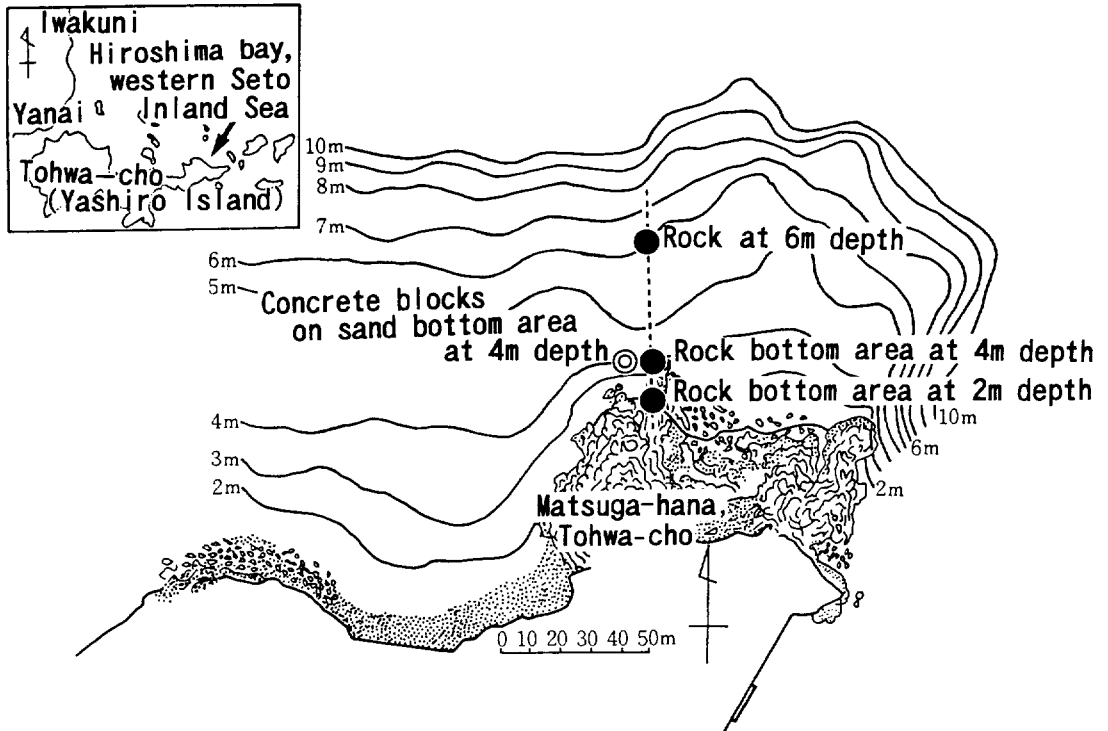 Iwakuni
Hiroshima bay,
western Seto
Inland Sea
Yanai
Tohwa-cho
(Yashiro Island)
10m
9m
8m
7m
6m
5m
Rock at 6m depth
Concrete blocks
on sand bottom area
at 4m depth
Rock bottom area at 4m depth
Rock bottom area at 2m depth
4m
3m
2m
10m
6m
2m
Matsuga-hana,
Tohwa-cho
0 10 20 30 40 50m